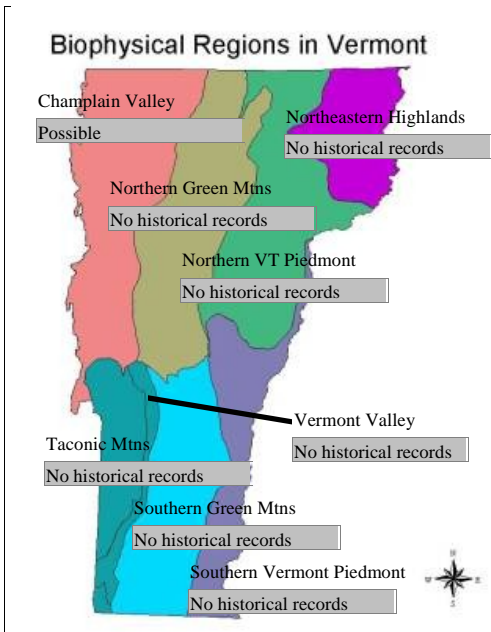 Biophysical Regions in Vermont
Champlain Valley
Possible
Northeastern Highlands
No historical records
Northern Green Mtns
No historical records
Northern VT Piedmont
No historical records
Vermont Valley
No historical records
Taconic Mtns
No historical records
Southern Green Mtns
No historical records
Southern Vermont Piedmont
No historical records